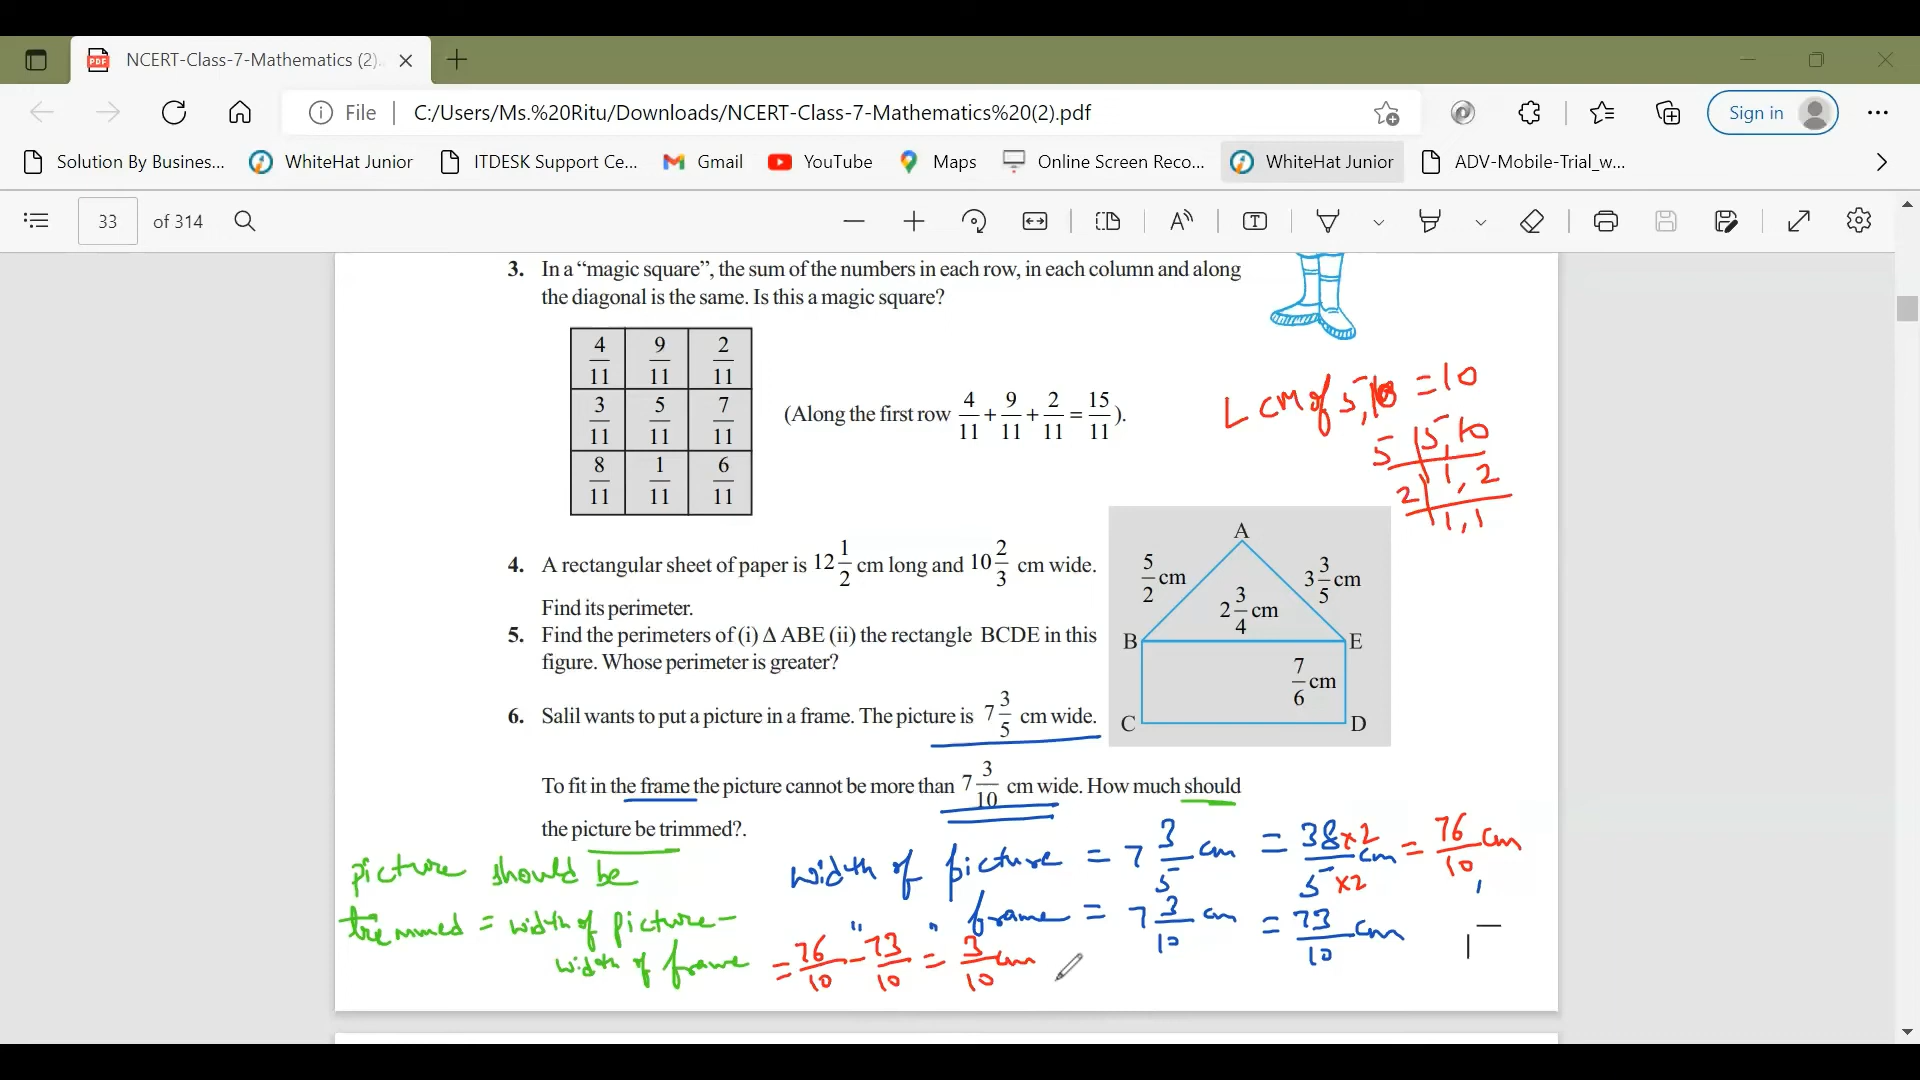 NCERT-Class-7-Mathematics (2).
File C:/Users/Ms.%20Ritu/Downloads/NCERT-Class-7-Mathematics%20(2).pdf Sign in
Solution By Busines... WhiteHat Junior ITDESK Support Ce... Gmail YouTube Maps Online Screen Reco... WhiteHat Junior ADV-Mobile-Trial_w...
33 of 314
3. In a “magic square”, the sum of the numbers in each row, in each column and along
the diagonal is the same. Is this a magic square?
4/11 9/11 2/11
3/11 5/11 7/11
8/11 1/11 6/11
(Along the first row 4/11 + 9/11 + 2/11 = 15/11 ).
LCM of 5, 10 = 10
5 | 5, 10
2 | 1, 2
1, 1
4. A rectangular sheet of paper is 12 1/2 cm long and 10 2/3 cm wide.
Find its perimeter.
5. Find the perimeters of (i) Δ ABE (ii) the rectangle BCDE in this
figure. Whose perimeter is greater?
A
5/2 cm 3 3/5 cm
2 3/4 cm
B E
7/6 cm
C D
6. Salil wants to put a picture in a frame. The picture is 7 3/5 cm wide.
To fit in the frame the picture cannot be more than 7 3/10 cm wide. How much should
the picture be trimmed?.
width of picture = 7 3/5 cm = 38×2/5×2 cm = 76/10 cm
" " frame = 7 3/10 cm = 73/10 cm
picture should be
tremmed = width of picture -
width of frame = 76/10 - 73/10 = 3/10 cm